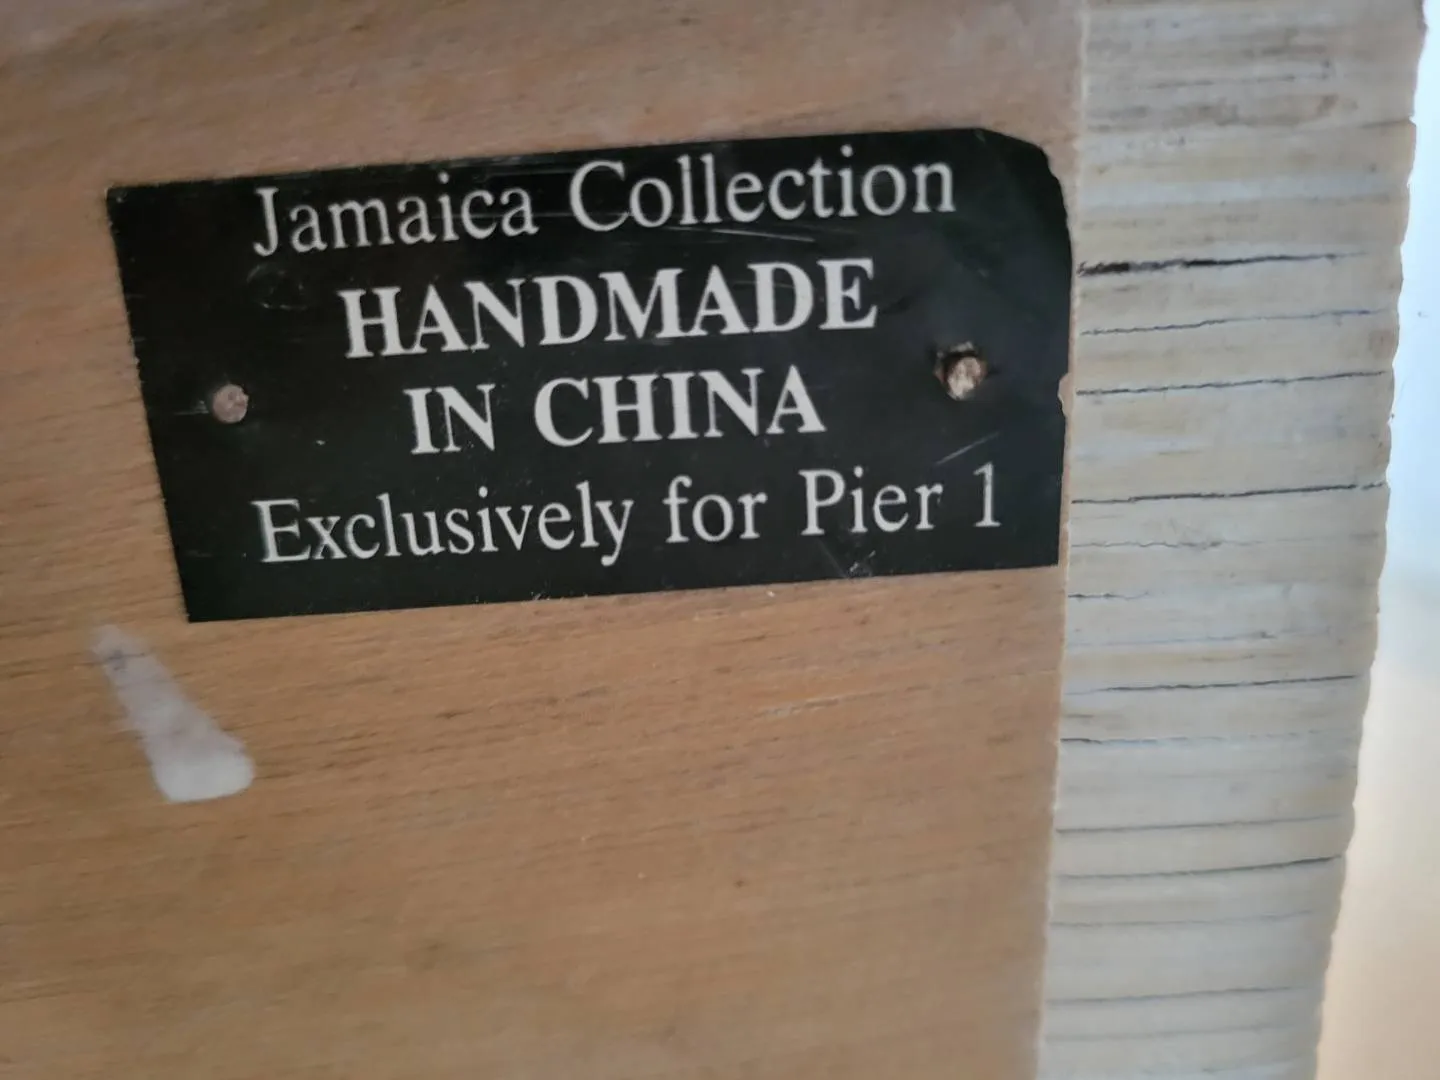 Jamaica Collection
HANDMADE
IN CHINA
Exclusively for Pier 1